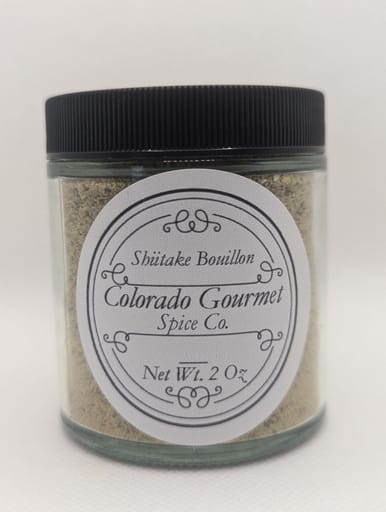 Shiitake Bouillon
Colorado Gourmet
Spice Co.
Net Wt. 2 Oz